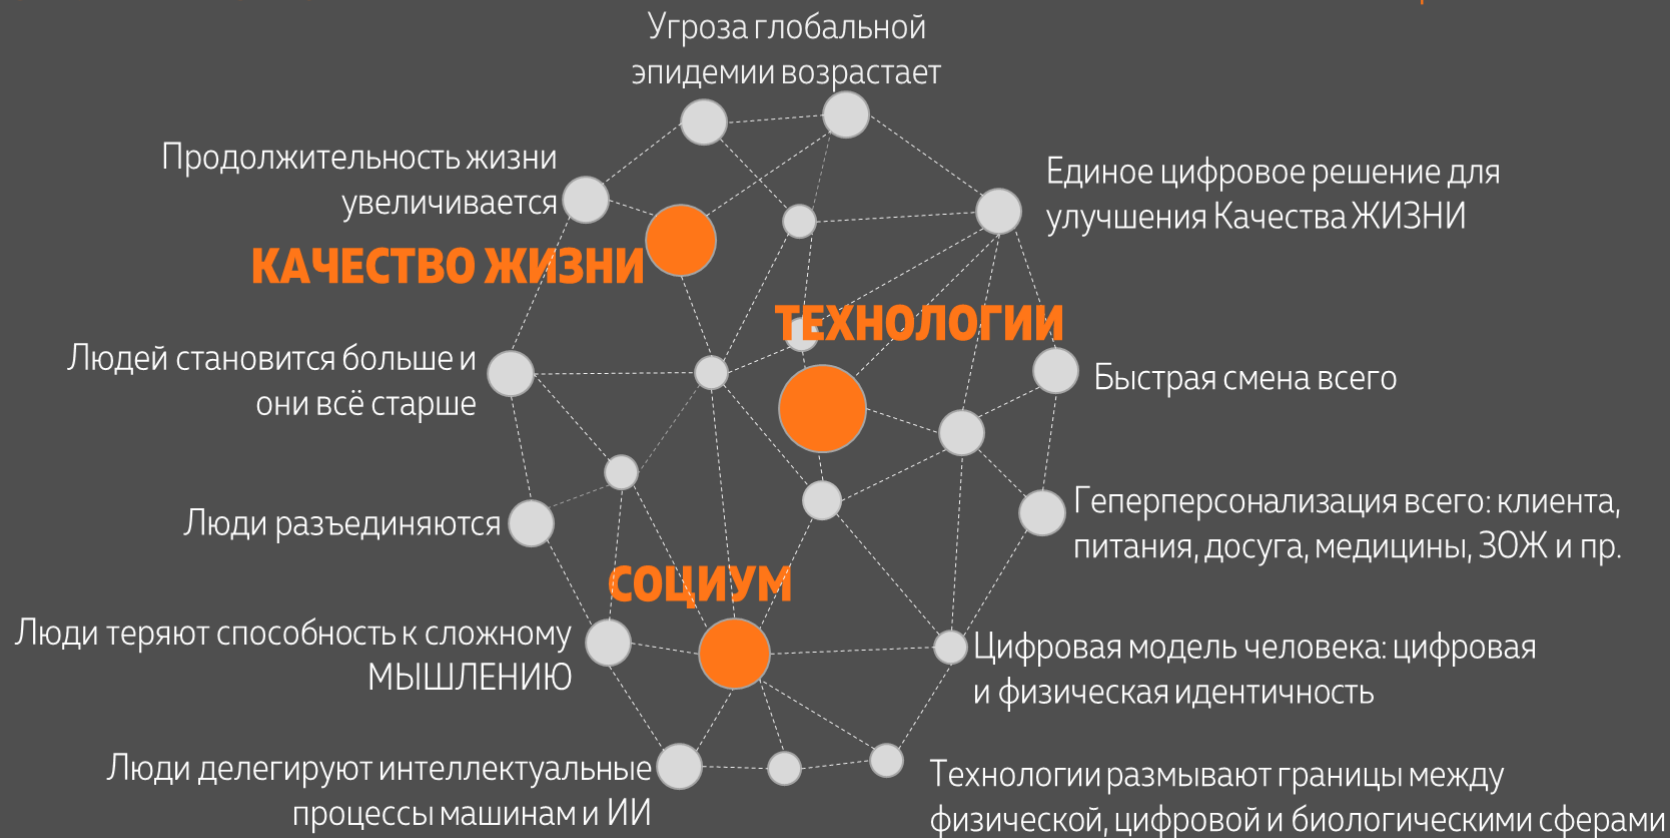 Угроза глобальной
эпидемии возрастает
Продолжительность жизни
увеличивается
Единое цифровое решение для
улучшения Качества ЖИЗНИ
КАЧЕСТВО ЖИЗНИ
ТЕХНОЛОГИИ
Людей становится больше и
они всё старше
Быстрая смена всего
Люди разъединяются
Геперперсонализация всего: клиента,
питания, досуга, медицины, ЗОЖ и пр.
СОЦИУМ
Люди теряют способность к сложному
МЫШЛЕНИЮ
Цифровая модель человека: цифровая
и физическая идентичность
Люди делегируют интеллектуальные
процессы машинам и ИИ
Технологии размывают границы между
физической, цифровой и биологическими сферами